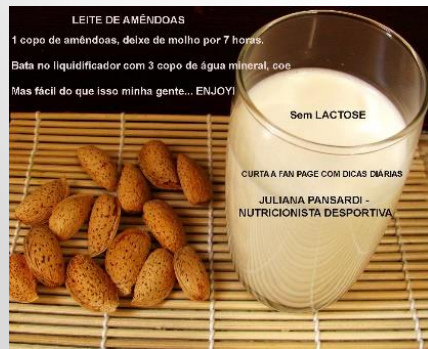 LEITE DE AMÊNDOAS
1 copo de amêndoas, deixe de molho por 7 horas.
Bata no liquidificador com 3 copo de água mineral, coe
Mas fácil do que isso minha gente... ENJOY!
Sem LACTOSE
CURTA A FAN PAGE COM DICAS DIÁRIAS
JULIANA PANSARDI -
NUTRICIONISTA DESPORTIVA